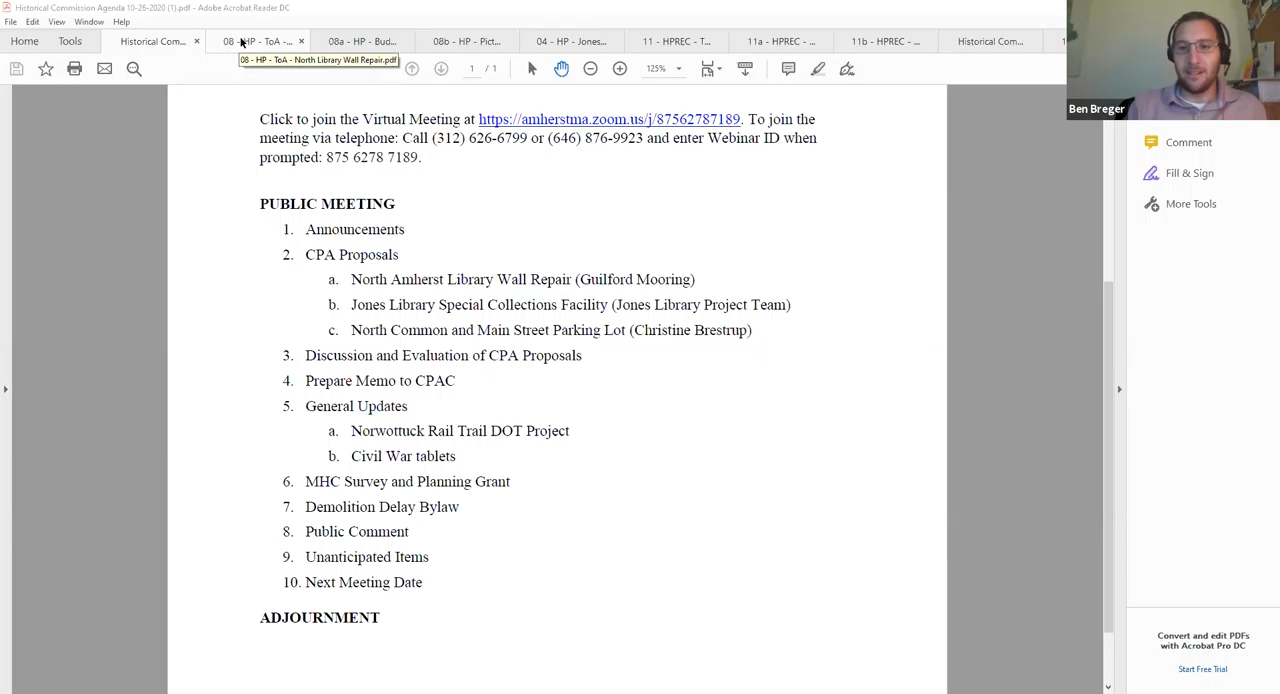 Historical Commission Agenda 10-26-2020 (1).pdf - Adobe Acrobat Reader DC
File Edit View Window Help
Home Tools Historical Com... × 08 - HP - ToA -... × 08a - HP - Bud... 08b - HP - Pict... 04 - HP - Jones... 11 - HPREC - T... 11a - HPREC - ... 11b - HPREC - ... Historical Com...
08 - HP - ToA - North Library Wall Repair.pdf
1 / 1 125%
Ben Breger
Click to join the Virtual Meeting at https://amherstma.zoom.us/j/87562787189. To join the
meeting via telephone: Call (312) 626-6799 or (646) 876-9923 and enter Webinar ID when
prompted: 875 6278 7189.
PUBLIC MEETING
1. Announcements
2. CPA Proposals
a. North Amherst Library Wall Repair (Guilford Mooring)
b. Jones Library Special Collections Facility (Jones Library Project Team)
c. North Common and Main Street Parking Lot (Christine Brestrup)
3. Discussion and Evaluation of CPA Proposals
4. Prepare Memo to CPAC
5. General Updates
a. Norwottuck Rail Trail DOT Project
b. Civil War tablets
6. MHC Survey and Planning Grant
7. Demolition Delay Bylaw
8. Public Comment
9. Unanticipated Items
10. Next Meeting Date
ADJOURNMENT
Comment
Fill & Sign
More Tools
Convert and edit PDFs
with Acrobat Pro DC
Start Free Trial